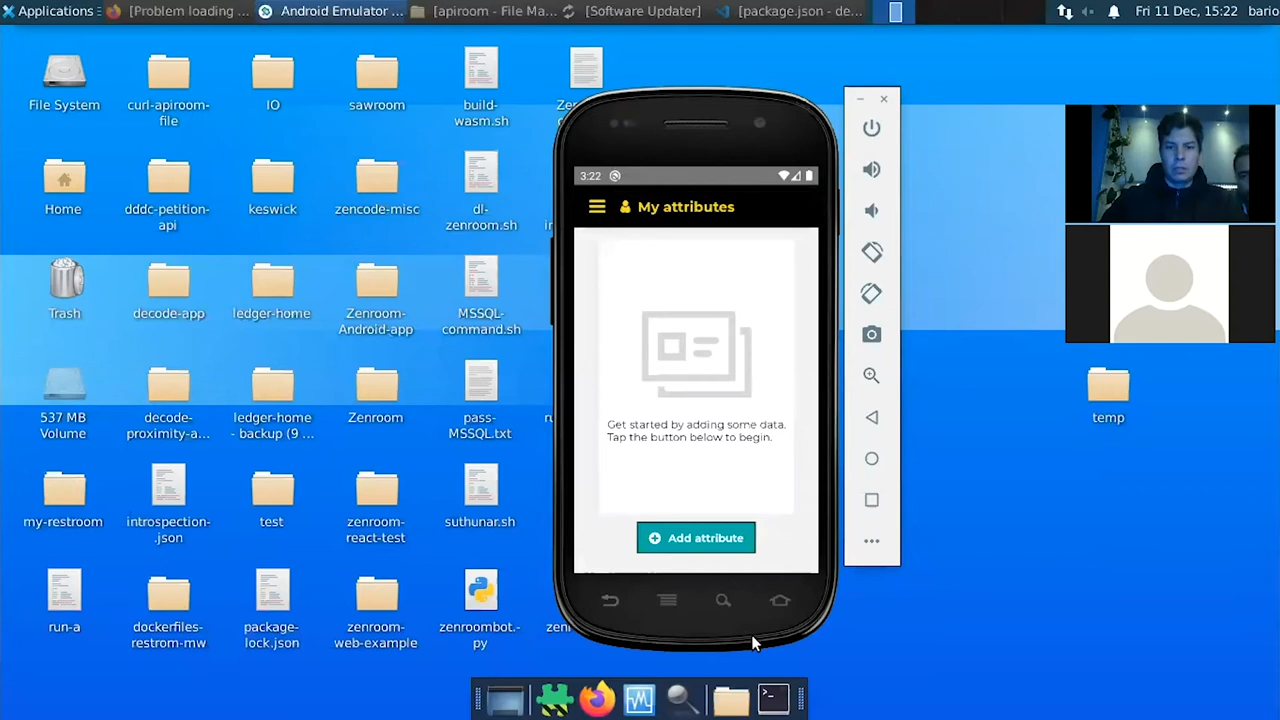 Applications
[Problem loading ...
Android Emulator ...
[apiroom - File Ma...
[Software Updater]
[package.json - de...
Fri 11 Dec, 15:22
bario
File System
curl-apiroom-
file
IO
sawroom
build-
wasm.sh
Home
dddc-petition-
api
keswick
zencode-misc
dl-
zenroom.sh
Trash
decode-app
ledger-home
Zenroom-
Android-app
MSSQL-
command.sh
537 MB
Volume
decode-
proximity-a...
ledger-home
- backup (9 ...
Zenroom
pass-
MSSQL.txt
temp
my-restroom
introspection-
.json
test
zenroom-
react-test
suthunar.sh
run-a
dockerfiles-
restrom-mw
package-
lock.json
zenroom-
web-example
zenroombot.-
py
3:22
My attributes
Get started by adding some data.
Tap the button below to begin.
Add attribute